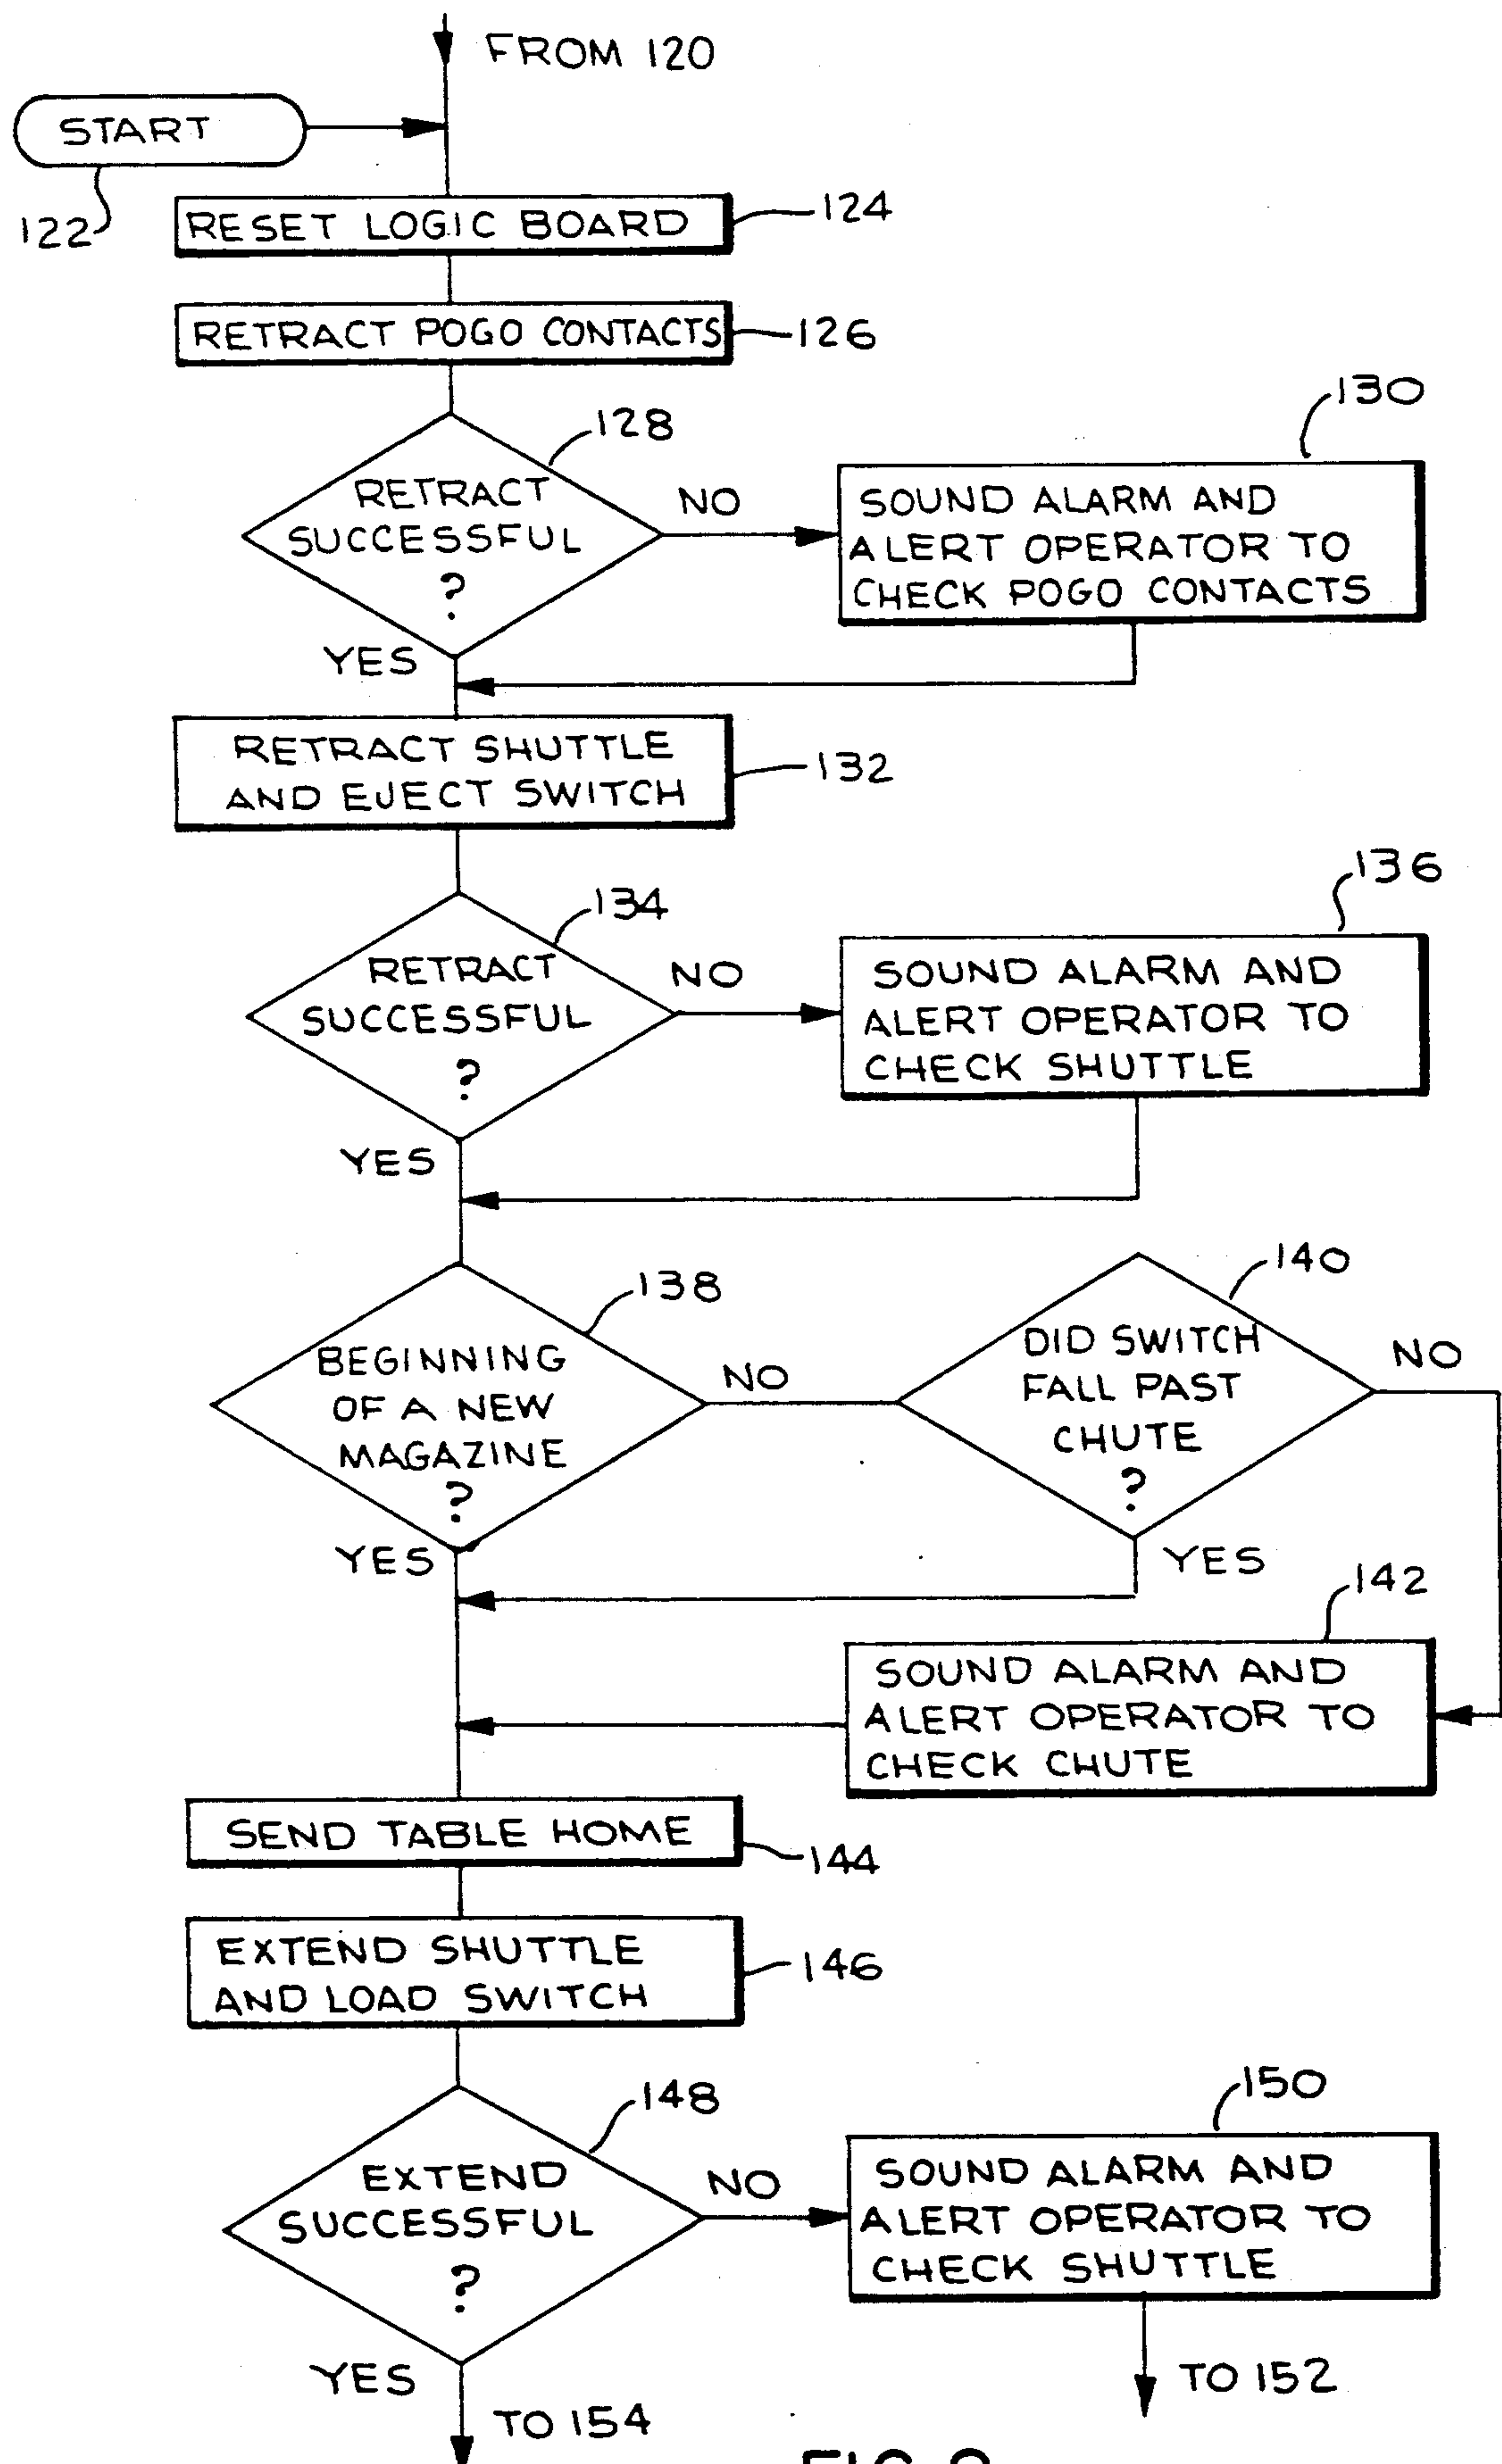 FROM 120
START
122
RESET LOGIC BOARD
124
RETRACT POGO CONTACTS
126
128
RETRACT
SUCCESSFUL
?
NO
YES
130
SOUND ALARM AND
ALERT OPERATOR TO
CHECK POGO CONTACTS
RETRACT SHUTTLE
AND EJECT SWITCH
132
134
RETRACT
SUCCESSFUL
?
NO
YES
136
SOUND ALARM AND
ALERT OPERATOR TO
CHECK SHUTTLE
138
BEGINNING
OF A NEW
MAGAZINE
?
NO
YES
140
DID SWITCH
FALL PAST
CHUTE
?
NO
YES
142
SOUND ALARM AND
ALERT OPERATOR TO
CHECK CHUTE
SEND TABLE HOME
144
EXTEND SHUTTLE
AND LOAD SWITCH
146
148
EXTEND
SUCCESSFUL
?
NO
YES
150
SOUND ALARM AND
ALERT OPERATOR TO
CHECK SHUTTLE
TO 152
TO 154